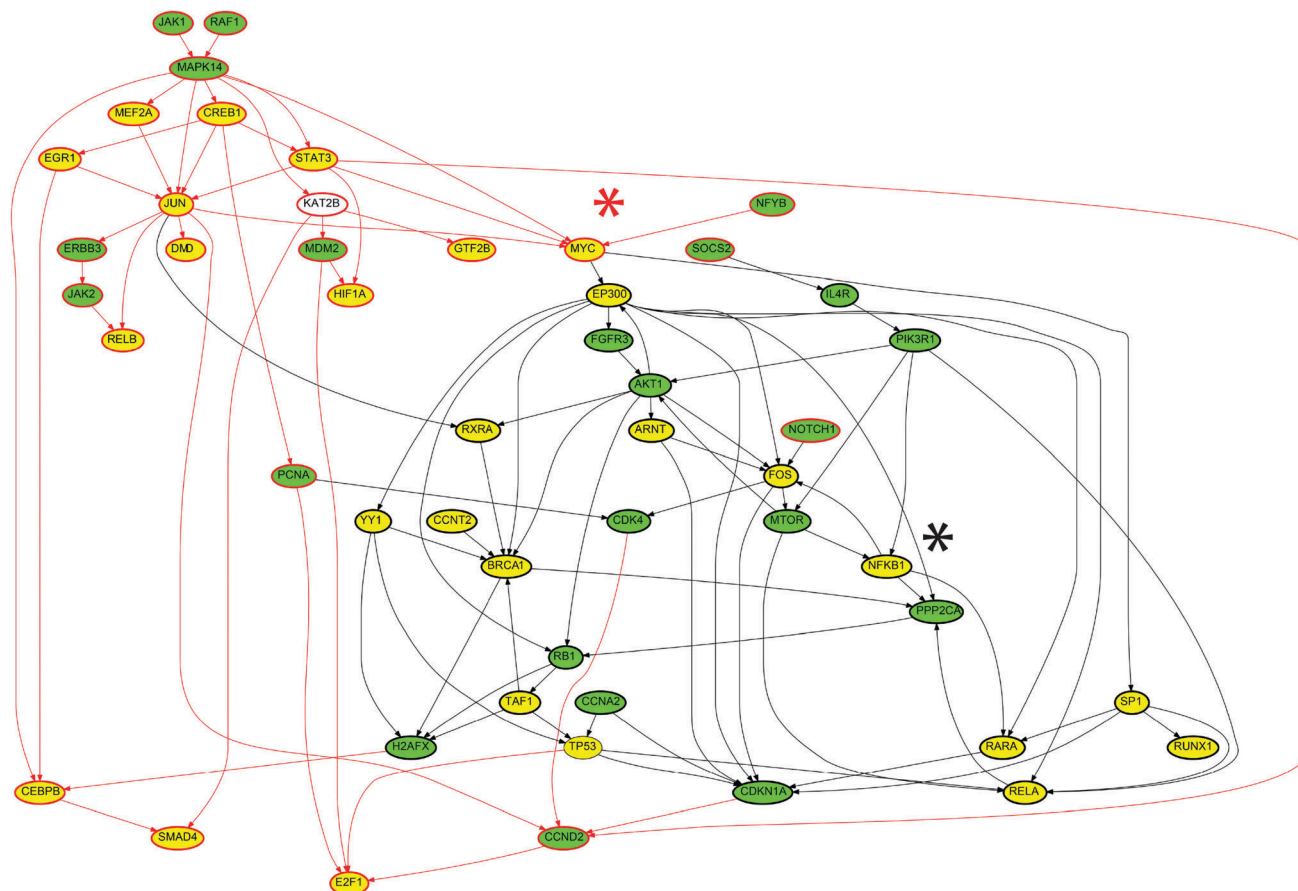 JAK1 RAF1
MAPK14
MEF2A CREB1
EGR1 STAT3
JUN KAT2B * NFYB
ERBB3 DMD MDM2 GTF2B MYC SOCS2
JAK2 HIF1A EP300 IL4R
RELB FGFR3 PIK3R1
AKT1
RXRA ARNT NOTCH1
PCNA FOS
YY1 CCNT2 CDK4 MTOR *
BRCA1 NFKB1
PPP2CA
RB1
TAF1 CCNA2 SP1
H2AFX TP53 RARA RUNX1
CEBPB CDKN1A RELA
SMAD4 CCND2
E2F1